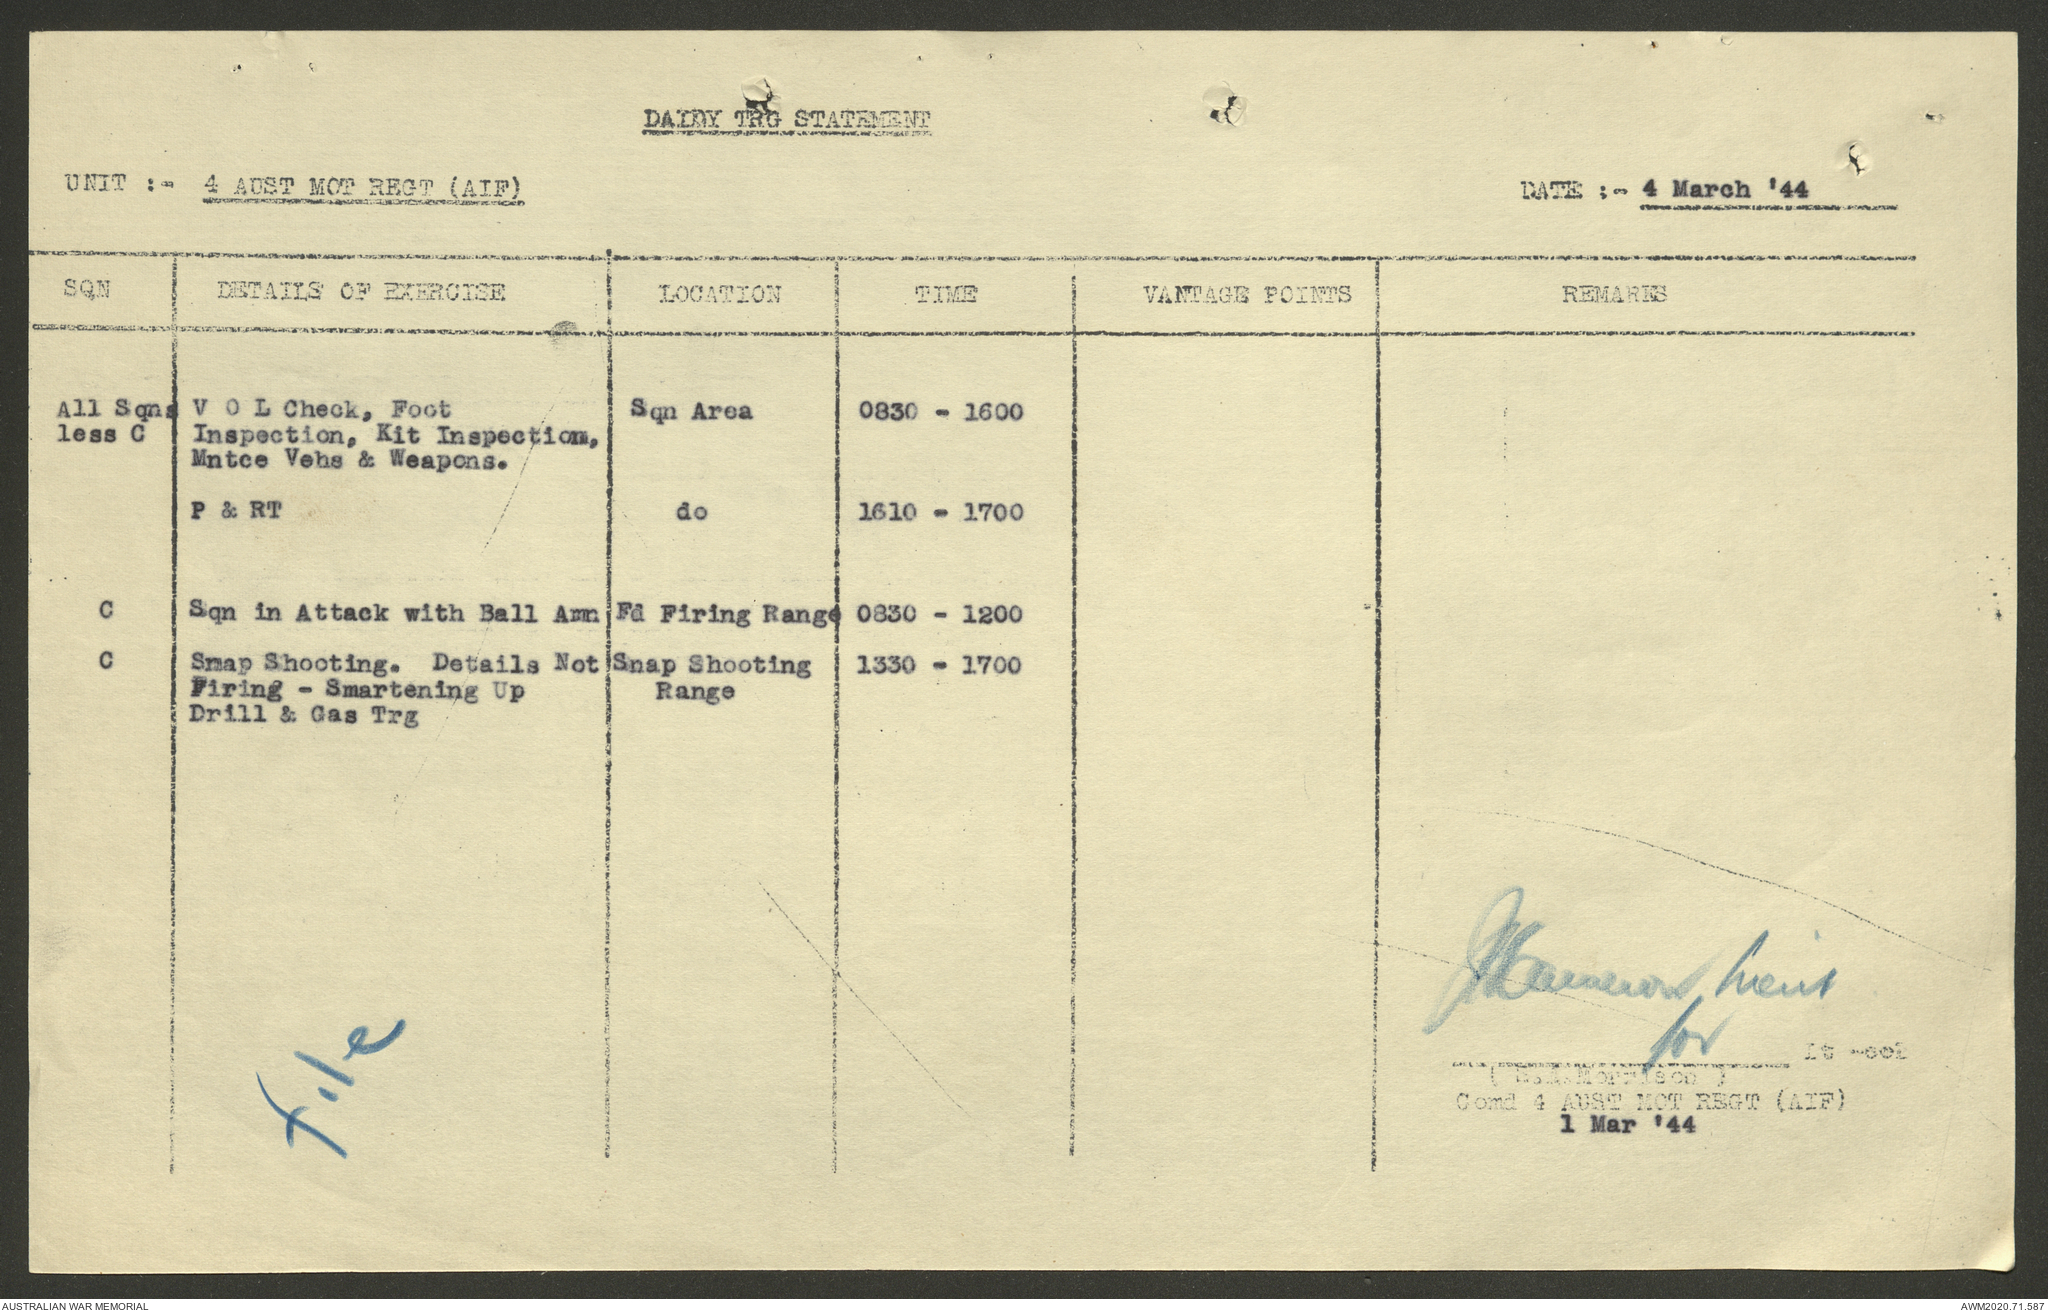 DAILY TRG STATEMENT
UNIT :- 4 AUST MOT REGT (AIF)
DATE :- 4 March '44
SQN DETAILS OF EXERCISE LOCATION TIME VANTAGE POINTS REMARKS
All Sqns V O L Check, Foot Sqn Area 0830 - 1600
less C Inspection, Kit Inspection,
Mntce Vehs & Weapons.
P & RT do 1610 - 1700
C Sqn in Attack with Ball Amn Fd Firing Range 0830 - 1200
C Snap Shooting. Details Not Snap Shooting 1330 - 1700
Firing - Smartening Up Range
Drill & Gas Trg
Cameron Lieut
for
File
Lt -Col
Morrison )
Comd 4 AUST MOT REGT (AIF)
1 Mar '44
AUSTRALIAN WAR MEMORIAL
AWM2020.71.587